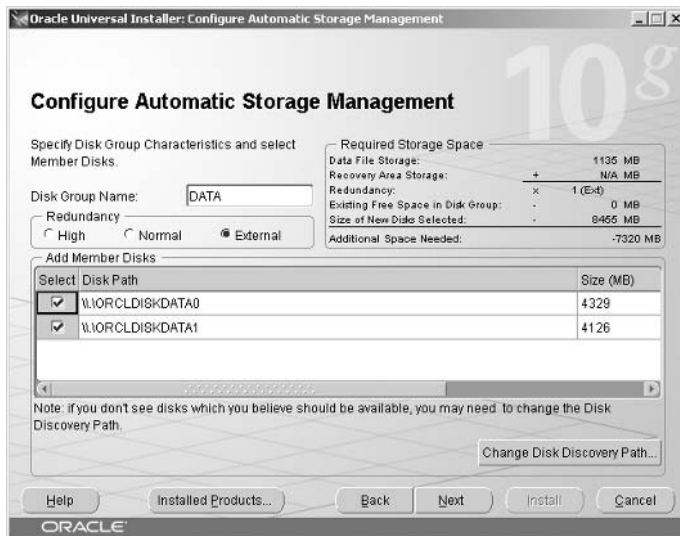 Oracle Universal Installer: Configure Automatic Storage Management
10g
Configure Automatic Storage Management
Specify Disk Group Characteristics and select
Member Disks.
Disk Group Name: DATA
Redundancy
High Normal External
Required Storage Space
Data File Storage: 1135 MB
Recovery Area Storage: + N/A MB
Redundancy: x 1 (Ext)
Existing Free Space in Disk Group: - 0 MB
Size of New Disks Selected: - 8455 MB
Additional Space Needed: -7320 MB
Add Member Disks
Select Disk Path Size (MB)
\\.\ORCLDISKDATA0 4329
\\.\ORCLDISKDATA1 4126
Note: if you don't see disks which you believe should be available, you may need to change the Disk
Discovery Path.
Change Disk Discovery Path...
Help Installed Products... Back Next Install Cancel
ORACLE